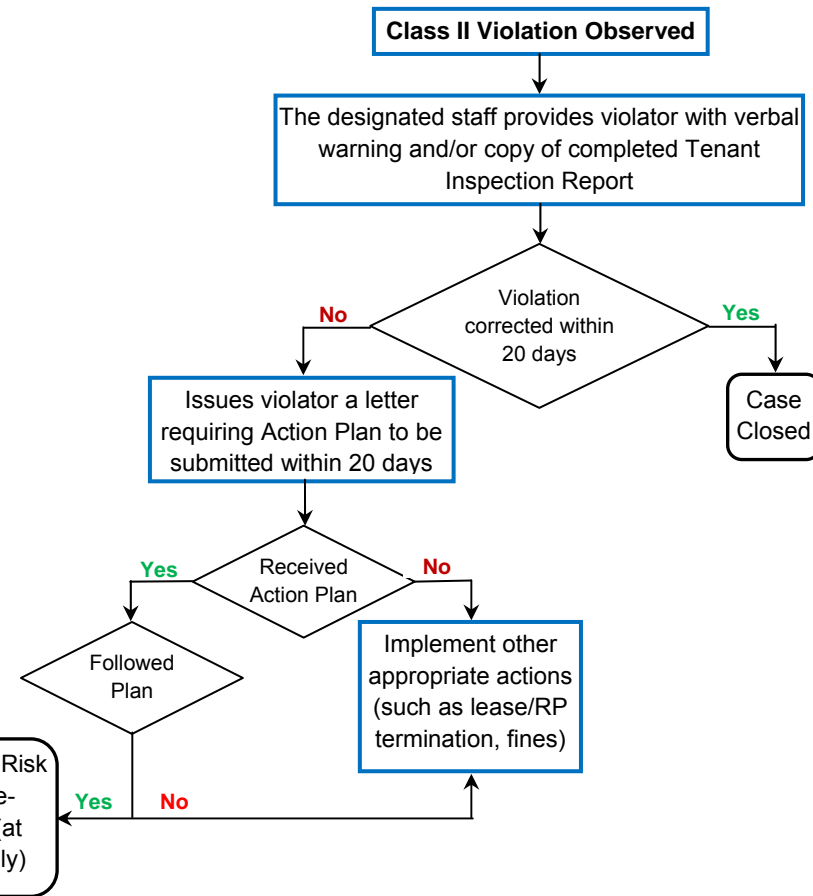 Class II Violation Observed
The designated staff provides violator with verbal
warning and/or copy of completed Tenant
Inspection Report
Violation
corrected within
20 days
No
Yes
Case
Closed
Issues violator a letter
requiring Action Plan to be
submitted within 20 days
Received
Action Plan
Yes
No
Followed
Plan
Implement other
appropriate actions
(such as lease/RP
termination, fines)
Risk
Yes
No